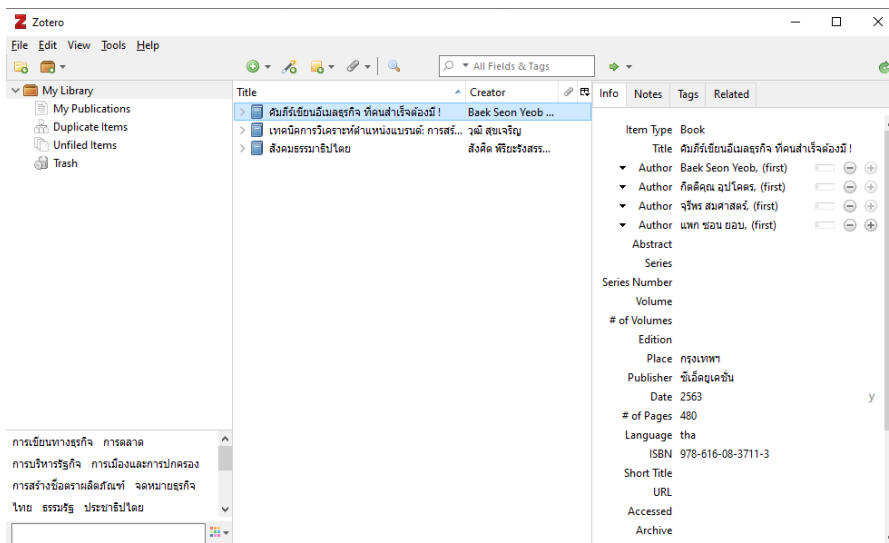 Zotero
File Edit View Tools Help
All Fields & Tags
My Library
My Publications
Duplicate Items
Unfiled Items
Trash
Title Creator
คัมภีร์เขียนอีเมลธุรกิจ ที่คนสำเร็จต้องมี ! Baek Seon Yeob ...
เทคนิคการวิเคราะห์ตำแหน่งแบรนด์: การสร้... วุฒิ สุขเจริญ
สังคมธรรมาธิปไตย สังศิต พิริยะรังสรร...
Info Notes Tags Related
Item Type Book
Title คัมภีร์เขียนอีเมลธุรกิจ ที่คนสำเร็จต้องมี !
Author Baek Seon Yeob, (first)
Author กิตติคุณ อุปโคตร, (first)
Author จุรีพร สมศาสตร์, (first)
Author แพก ซอน ยอบ, (first)
Abstract
Series
Series Number
Volume
# of Volumes
Edition
Place กรุงเทพฯ
Publisher ซีเอ็ดยูเคชั่น
Date 2563 y
# of Pages 480
Language tha
ISBN 978-616-08-3711-3
Short Title
URL
Accessed
Archive
การเขียนทางธุรกิจ การตลาด
การบริหารรัฐกิจ การเมืองและการปกครอง
การสร้างชื่อตราผลิตภัณฑ์ จดหมายธุรกิจ
ไทย ธรรมรัฐ ประชาธิปไตย